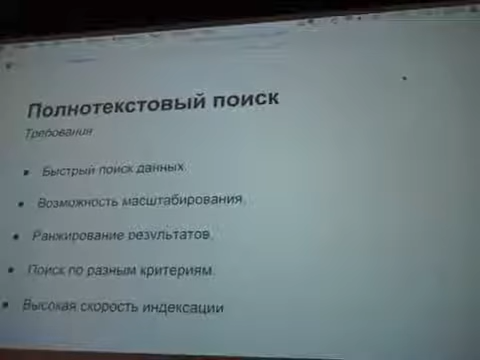 Полнотекстовый поиск
Требования
• Быстрый поиск данных.
• Возможность масштабирования.
• Ранжирование результатов.
• Поиск по разным критериям.
• Высокая скорость индексации